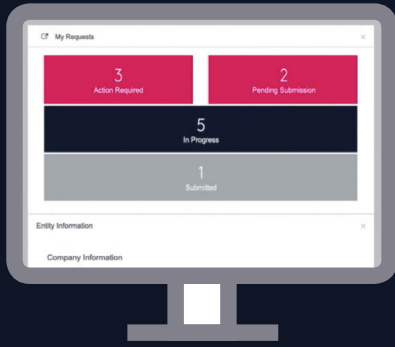 My Requests
3
Action Required
2
Pending Submission
5
In Progress
1
Submitted
Entity Information
Company Information